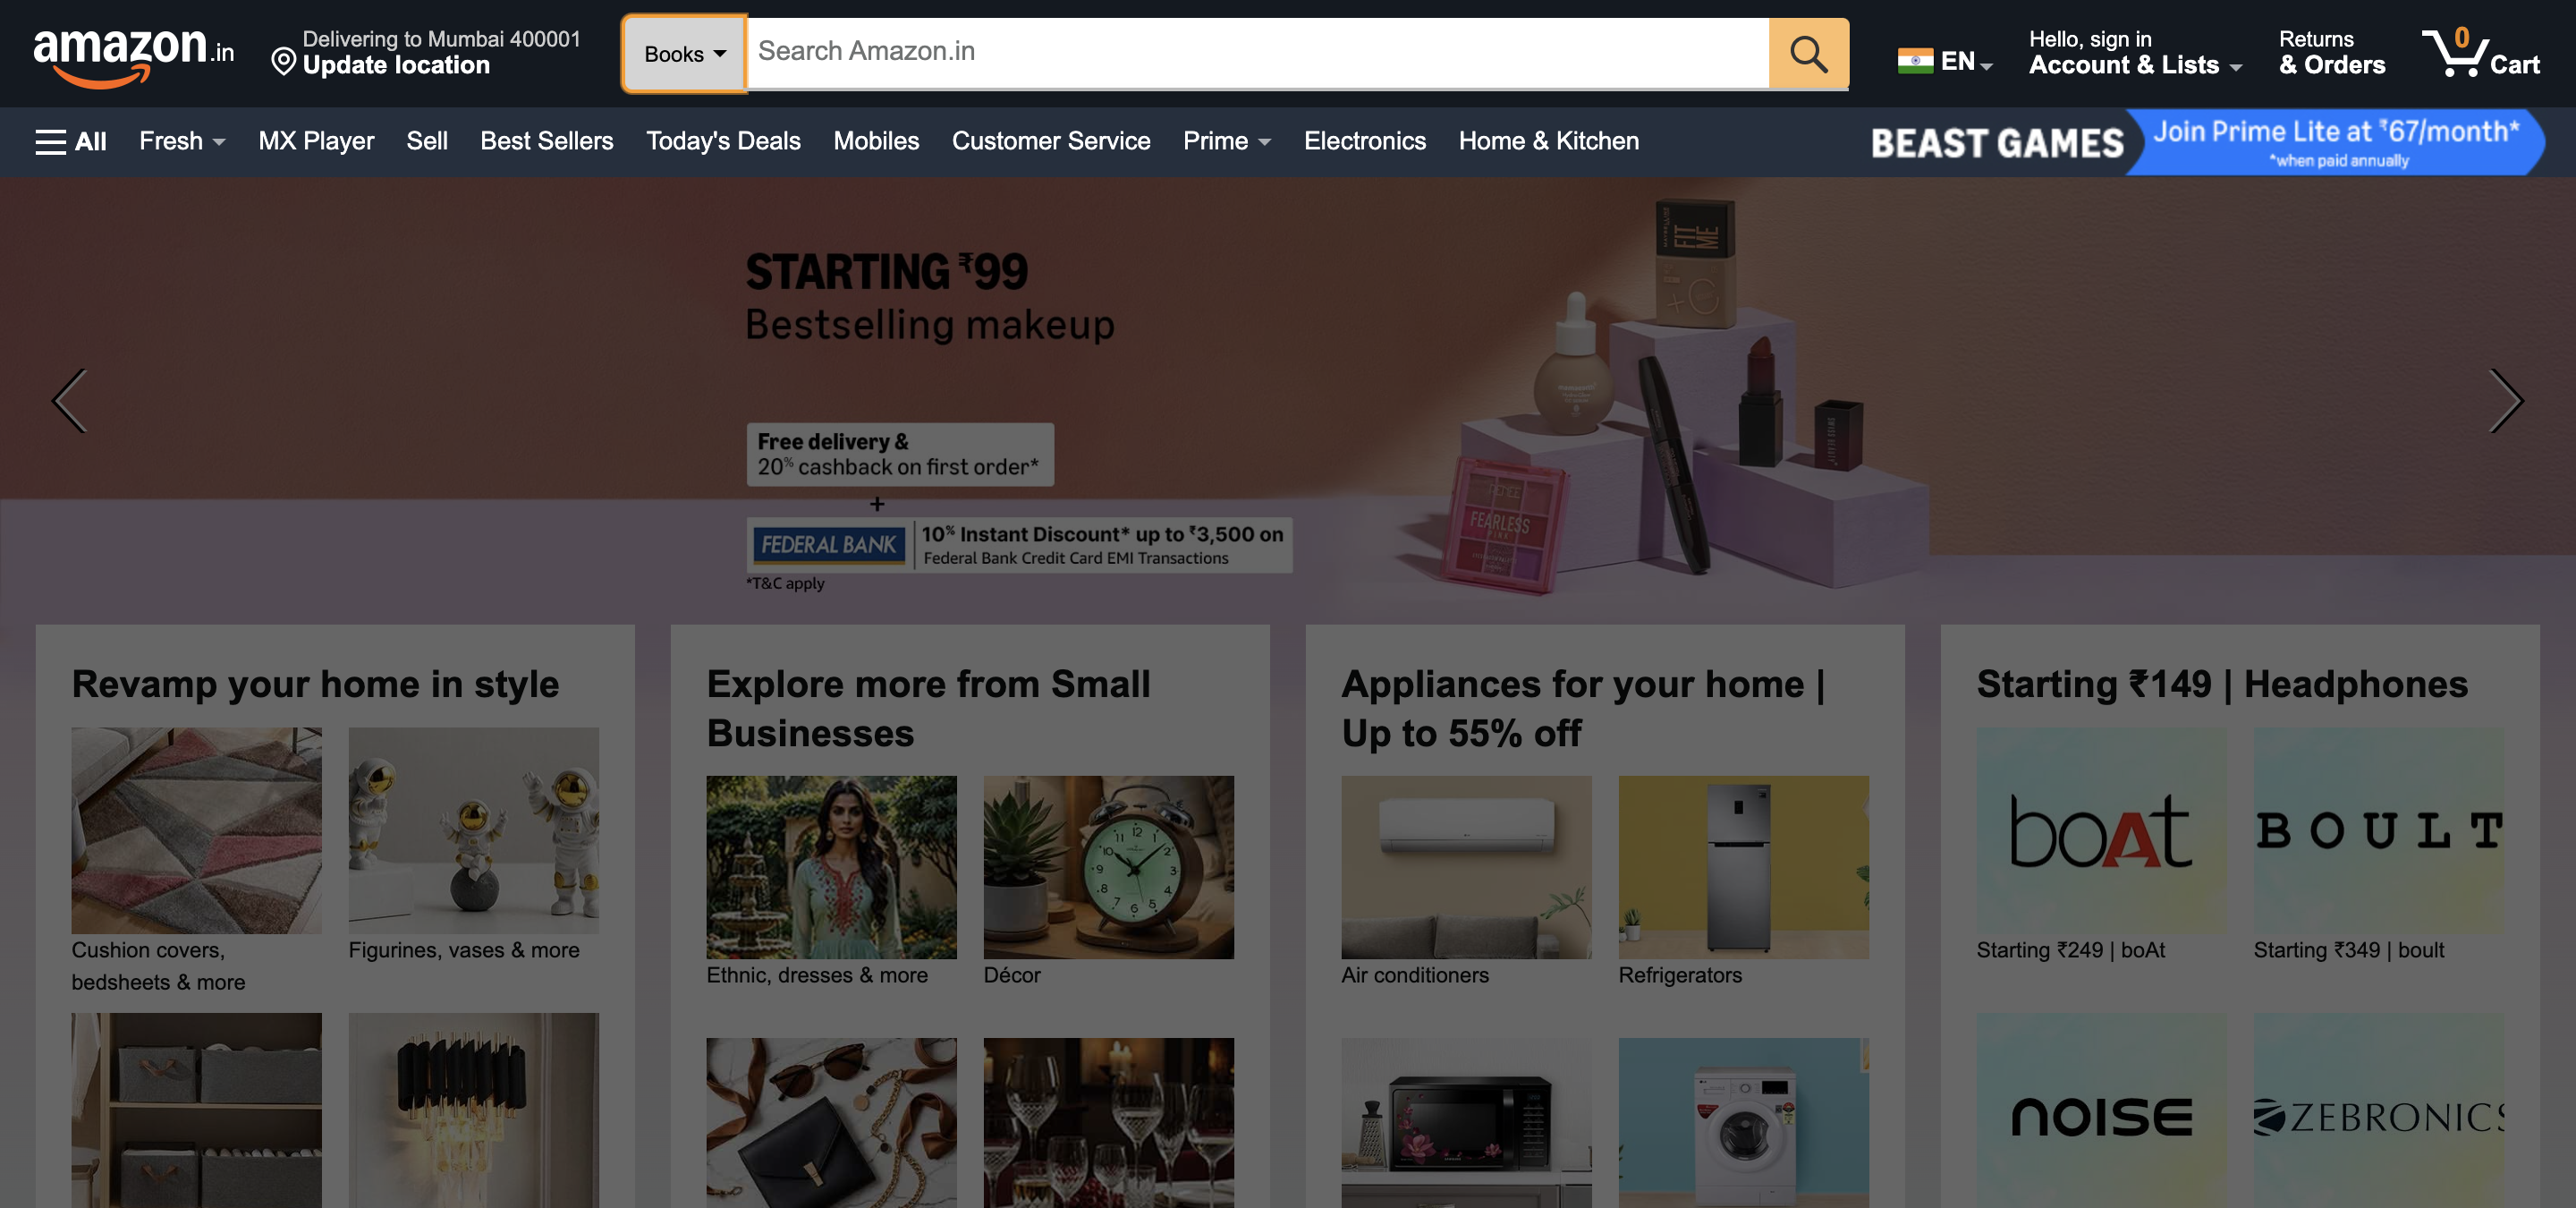 amazon.in
Delivering to Mumbai 400001
Update location
Books
Search Amazon.in
EN
Hello, sign in
Account & Lists
Returns
& Orders
0
Cart
All
Fresh
MX Player
Sell
Best Sellers
Today's Deals
Mobiles
Customer Service
Prime
Electronics
Home & Kitchen
BEAST GAMES
Join Prime Lite at ₹67/month*
*when paid annually
STARTING ₹99
Bestselling makeup
Free delivery &
20% cashback on first order*
+
FEDERAL BANK
10% Instant Discount* up to ₹3,500 on
Federal Bank Credit Card EMI Transactions
*T&C apply
FIT
ME
FEARLESS
Revamp your home in style
Cushion covers,
bedsheets & more
Figurines, vases & more
Explore more from Small
Businesses
Ethnic, dresses & more
Décor
Appliances for your home |
Up to 55% off
Air conditioners
Refrigerators
Starting ₹149 | Headphones
boAt
BOULT
Starting ₹249 | boAt
Starting ₹349 | boult
noise
ZEBRONICS